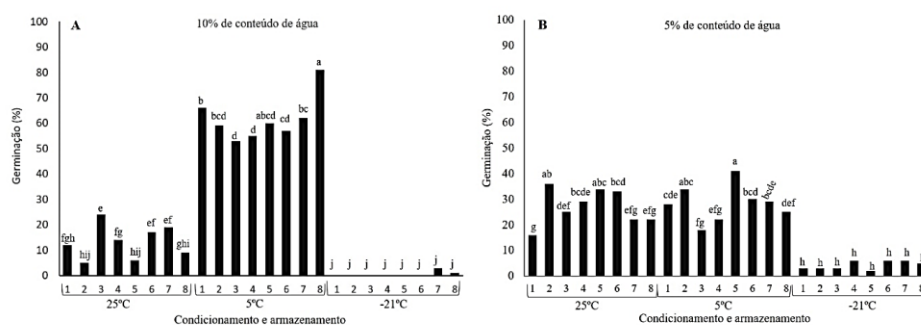 A
10% de conteúdo de água
Germinação (%)
100
90
80
70
60
50
40
30
20
10
0
fgh hij e fg hij ef ef ghi b bcd d d abcd cd bc a j j j j j j j j
1 2 3 4 5 6 7 8 1 2 3 4 5 6 7 8 1 2 3 4 5 6 7 8
25ºC 5ºC -21ºC
Condicionamento e armazenamento
B
5% de conteúdo de água
Germinação (%)
100
90
80
70
60
50
40
30
20
10
0
g ab def bcde abc bcd efg efg cde abc fg efg a bcd bcde def h h h h h h h
1 2 3 4 5 6 7 8 1 2 3 4 5 6 7 8 1 2 3 4 5 6 7 8
25ºC 5ºC -21ºC
Condicionamento e armazenamento